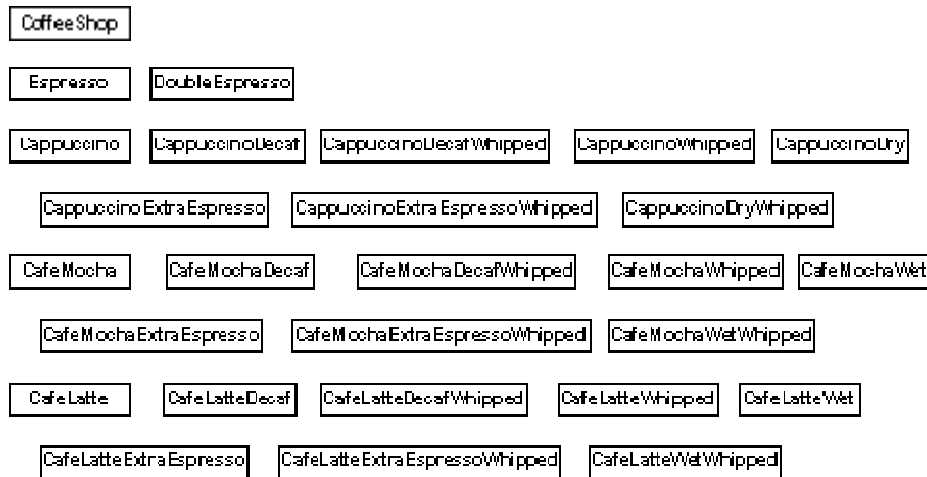 CoffeeShop
Espresso DoubleEspresso
Cappuccino CappuccinoDecaf CappuccinoDecafWhipped CappuccinoWhipped CappuccinoDry
CappuccinoExtraEspresso CappuccinoExtraEspressoWhipped CappuccinoDryWhipped
CafeMocha CafeMochaDecaf CafeMochaDecafWhipped CafeMochaWhipped CafeMochaWet
CafeMochaExtraEspresso CafeMochaExtraEspressoWhipped CafeMochaWetWhipped
CafeLatte CafeLatteDecaf CafeLatteDecafWhipped CafeLatteWhipped CafeLatteWet
CafeLatteExtraEspresso CafeLatteExtraEspressoWhipped CafeLatteWetWhipped